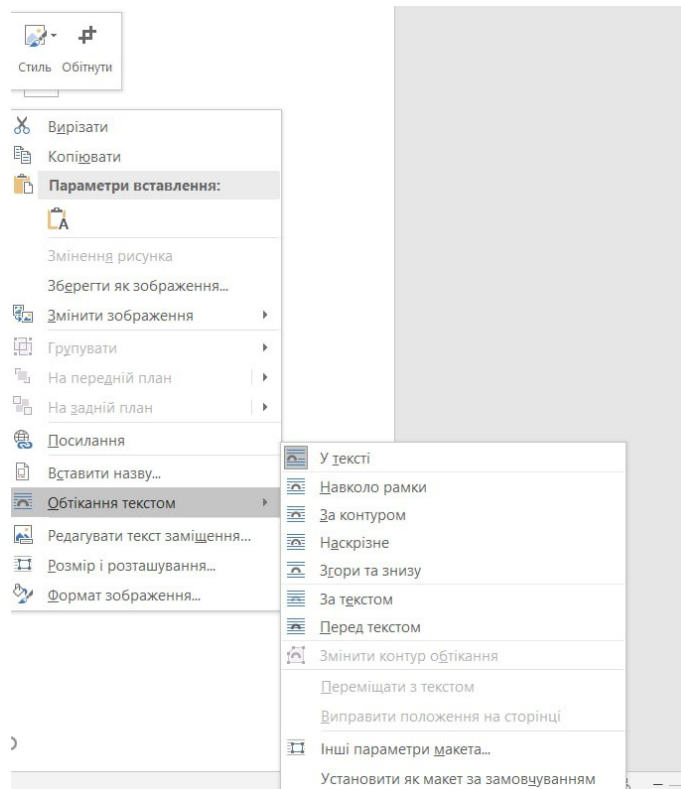 Стиль Обітнути
Вирізати
Копіювати
Параметри вставлення:
A
Змінення рисунка
Зберегти як зображення...
Змінити зображення
Групувати
На передній план
На задній план
Посилання
Вставити назву...
Обтікання текстом
Редагувати текст заміщення...
Розмір і розташування...
Формат зображення...
У тексті
Навколо рамки
За контуром
Наскрізне
Згори та знизу
За текстом
Перед текстом
Змінити контур обтікання
Переміщати з текстом
Виправити положення на сторінці
Інші параметри макета...
Установити як макет за замовчуванням